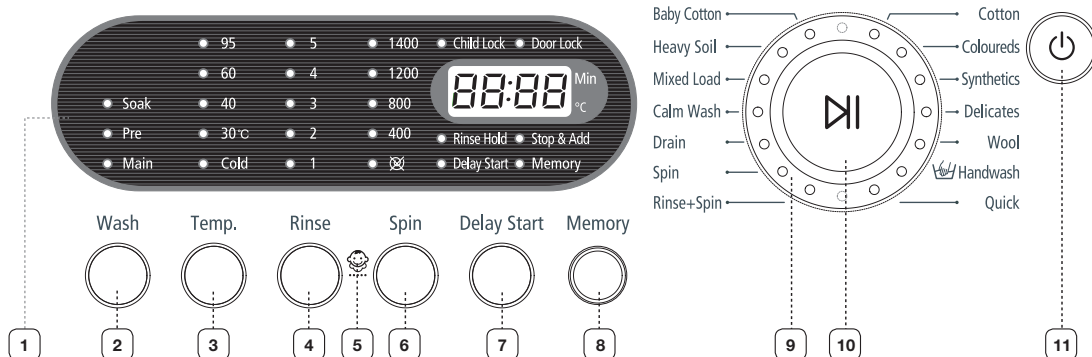 95 5 1400 Child Lock Door Lock
60 4 1200 88:88 Min
Soak 40 3 800 °C
Pre 30°C 2 400 Rinse Hold Stop & Add
Main Cold 1 Delay Start Memory
Wash Temp. Rinse Spin Delay Start Memory
Baby Cotton
Heavy Soil
Mixed Load
Calm Wash
Drain
Spin
Rinse+Spin
Cotton
Coloureds
Synthetics
Delicates
Wool
Handwash
Quick
1 2 3 4 5 6 7 8 9 10 11